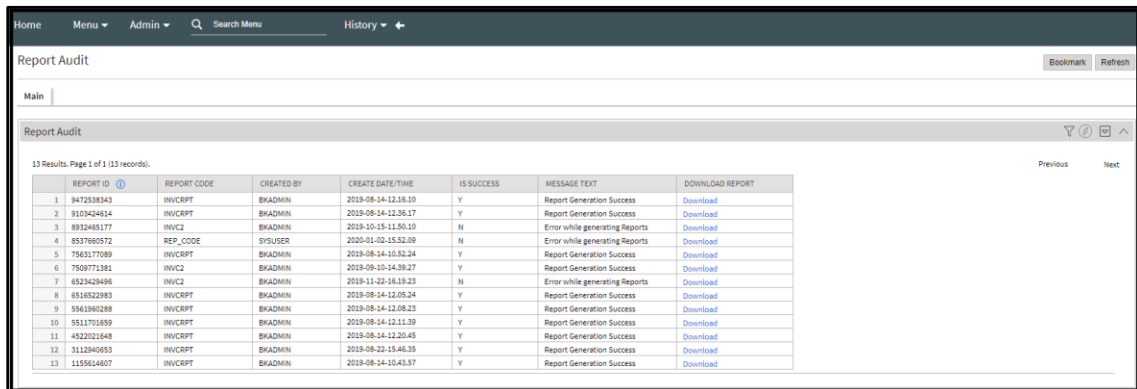 Home Menu Admin Search Menu History
Report Audit
Bookmark Refresh
Main
Report Audit
13 Results. Page 1 of 1 (13 records).
Previous Next
REPORT ID REPORT CODE CREATED BY CREATE DATE/TIME IS SUCCESS MESSAGE TEXT DOWNLOAD REPORT
1 9472538343 INVCRPT BKADMIN 2019-08-14-12.16.10 Y Report Generation Success Download
2 9103424614 INVCRPT BKADMIN 2019-08-14-12.36.17 Y Report Generation Success Download
3 8932465177 INVC2 BKADMIN 2019-10-15-11.50.10 N Error while generating Reports Download
4 8537660572 REP_CODE SYSUSER 2020-01-02-15.52.09 N Error while generating Reports Download
5 7563177089 INVCRPT BKADMIN 2019-08-14-10.52.24 Y Report Generation Success Download
6 7509771381 INVC2 BKADMIN 2019-09-10-14.39.27 Y Report Generation Success Download
7 6523429496 INVC2 BKADMIN 2019-11-22-16.19.23 N Error while generating Reports Download
8 6516522983 INVCRPT BKADMIN 2019-08-14-12.05.24 Y Report Generation Success Download
9 5561960288 INVCRPT BKADMIN 2019-08-14-12.08.23 Y Report Generation Success Download
10 5511701659 INVCRPT BKADMIN 2019-08-14-12.11.39 Y Report Generation Success Download
11 4522021648 INVCRPT BKADMIN 2019-08-14-12.20.45 Y Report Generation Success Download
12 3112940653 INVCRPT BKADMIN 2019-08-22-15.46.35 Y Report Generation Success Download
13 1155614607 INVCRPT BKADMIN 2019-08-14-10.43.57 Y Report Generation Success Download